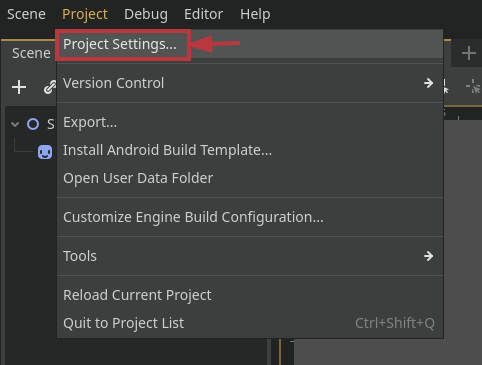 Scene Project Debug Editor Help
Scene
Project Settings...
Version Control
S
Export...
Install Android Build Template...
Open User Data Folder
Customize Engine Build Configuration...
Tools
Reload Current Project
Quit to Project List Ctrl+Shift+Q